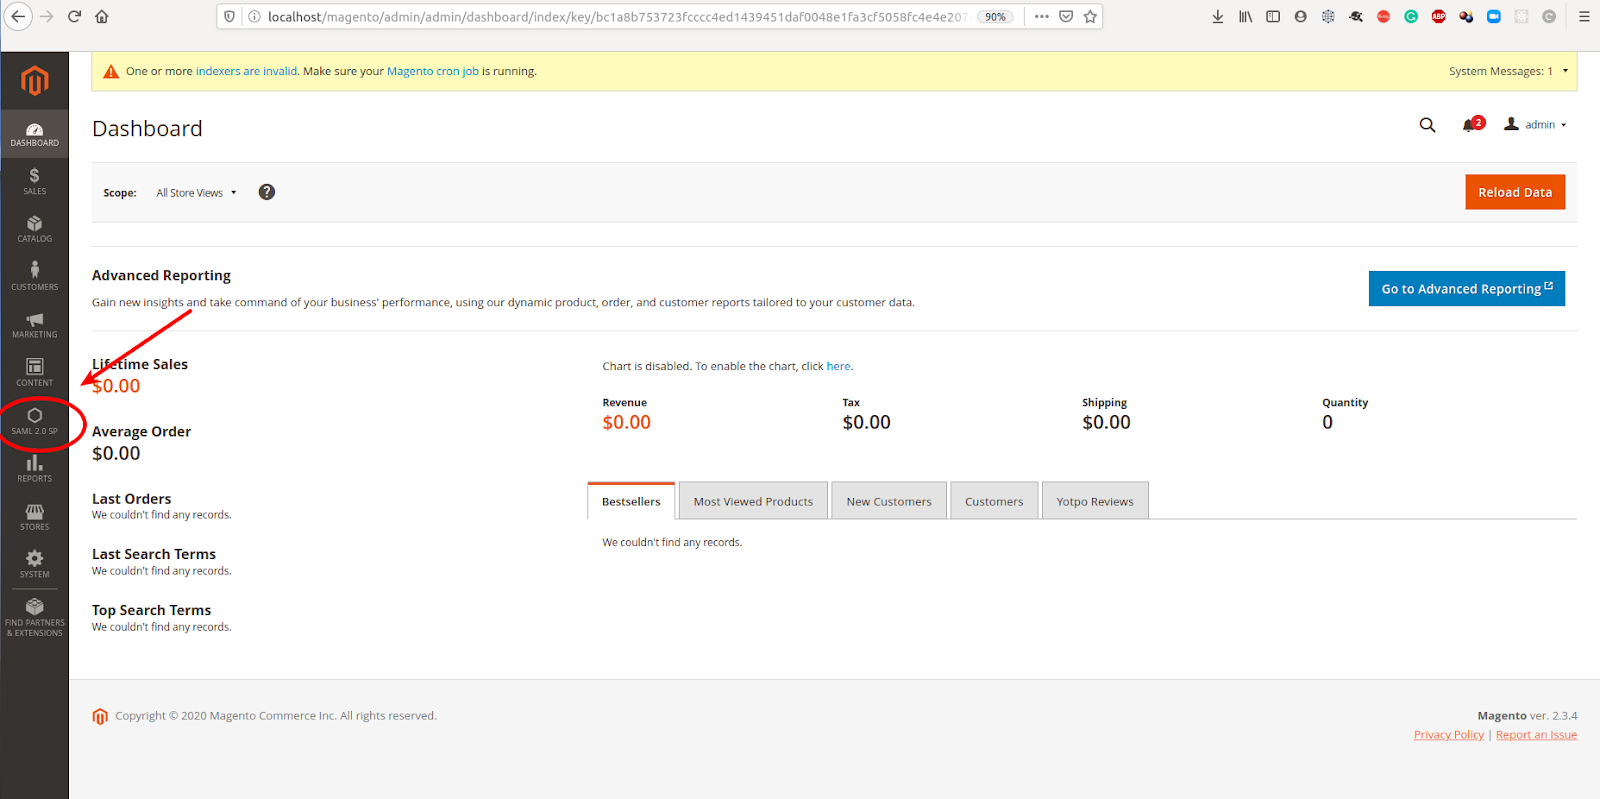 localhost/magento/admin/admin/dashboard/index/key/bc1a8b753723fcccc4ed1439451daf0048e1fa3cf5058fc4e4e207
90%
ABP
One or more indexers are invalid. Make sure your Magento cron job is running.
System Messages: 1
Dashboard
2
admin
Scope: All Store Views ?
Reload Data
Advanced Reporting
Gain new insights and take command of your business' performance, using our dynamic product, order, and customer reports tailored to your customer data.
Go to Advanced Reporting
DASHBOARD
$
SALES
CATALOG
CUSTOMERS
MARKETING
CONTENT
SAML 2.0 SP
REPORTS
STORES
SYSTEM
FIND PARTNERS
& EXTENSIONS
Lifetime Sales
$0.00
Average Order
$0.00
Last Orders
We couldn't find any records.
Last Search Terms
We couldn't find any records.
Top Search Terms
We couldn't find any records.
Chart is disabled. To enable the chart, click here.
Revenue Tax Shipping Quantity
$0.00 $0.00 $0.00 0
Bestsellers Most Viewed Products New Customers Customers Yotpo Reviews
We couldn't find any records.
Copyright © 2020 Magento Commerce Inc. All rights reserved.
Magento ver. 2.3.4
Privacy Policy | Report an Issue